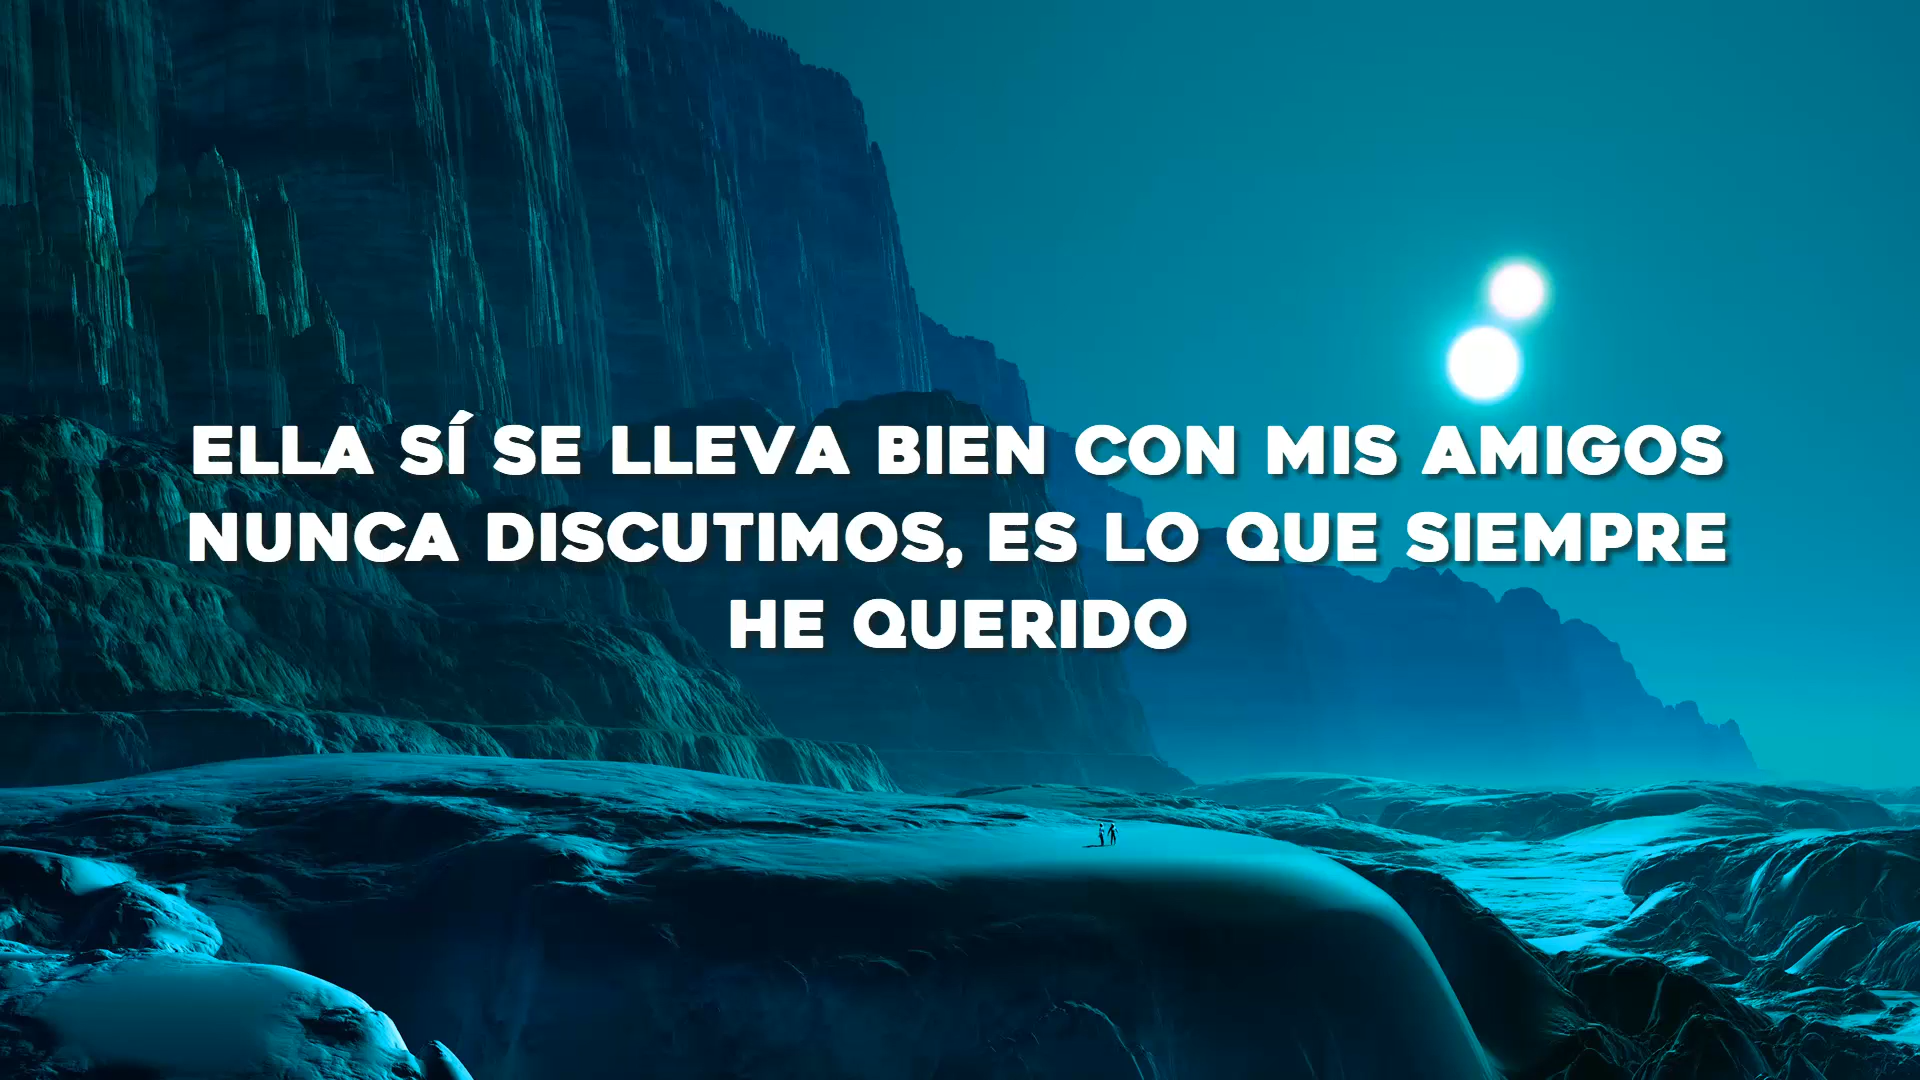 ELLA SÍ SE LLEVA BIEN CON MIS AMIGOS
NUNCA DISCUTIMOS, ES LO QUE SIEMPRE
HE QUERIDO